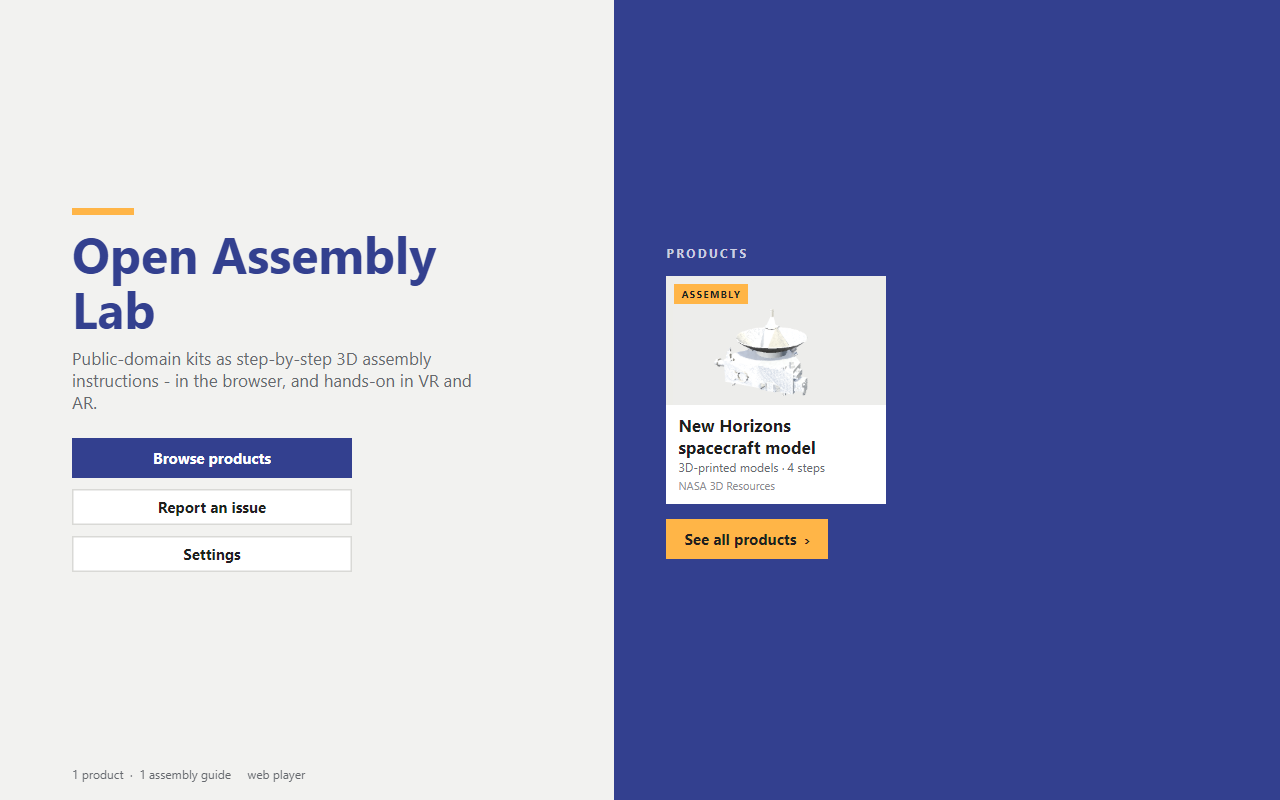 Open Assembly
Lab
Public-domain kits as step-by-step 3D assembly
instructions - in the browser, and hands-on in VR and
AR.
Browse products
Report an issue
Settings
1 product · 1 assembly guide web player
PRODUCTS
ASSEMBLY
New Horizons
spacecraft model
3D-printed models · 4 steps
NASA 3D Resources
See all products ›